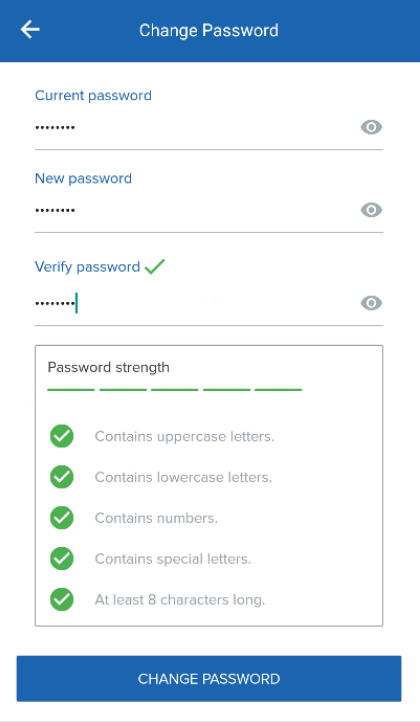 Change Password
Current password
••••••••
New password
••••••••
Verify password
••••••••
Password strength
Contains uppercase letters.
Contains lowercase letters.
Contains numbers.
Contains special letters.
At least 8 characters long.
CHANGE PASSWORD